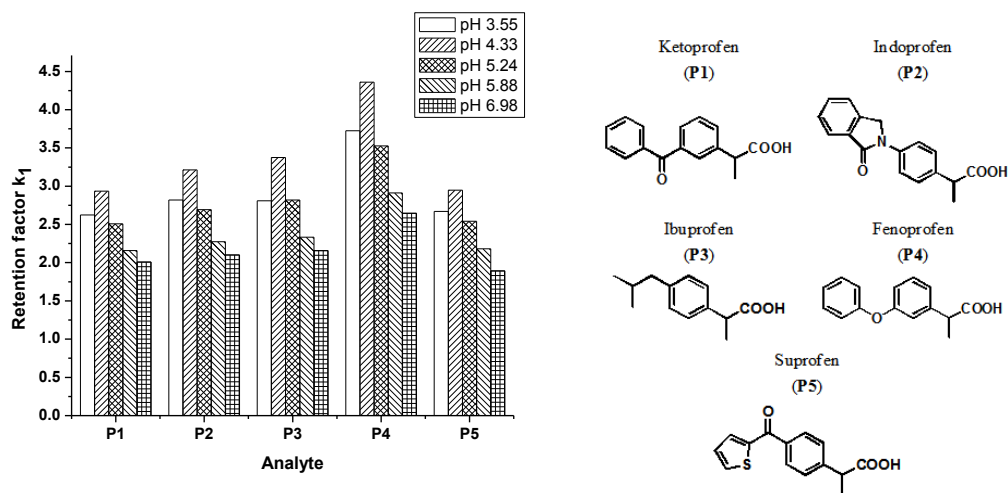 pH 3.55
pH 4.33
pH 5.24
pH 5.88
pH 6.98
Retention factor k1
4.5
4.0
3.5
3.0
2.5
2.0
1.5
1.0
0.5
0.0
P1 P2 P3 P4 P5
Analyte
Ketoprofen
(P1)
O
COOH
Indoprofen
(P2)
N
O
COOH
Ibuprofen
(P3)
COOH
Fenoprofen
(P4)
O
COOH
Suprofen
(P5)
O
S
COOH